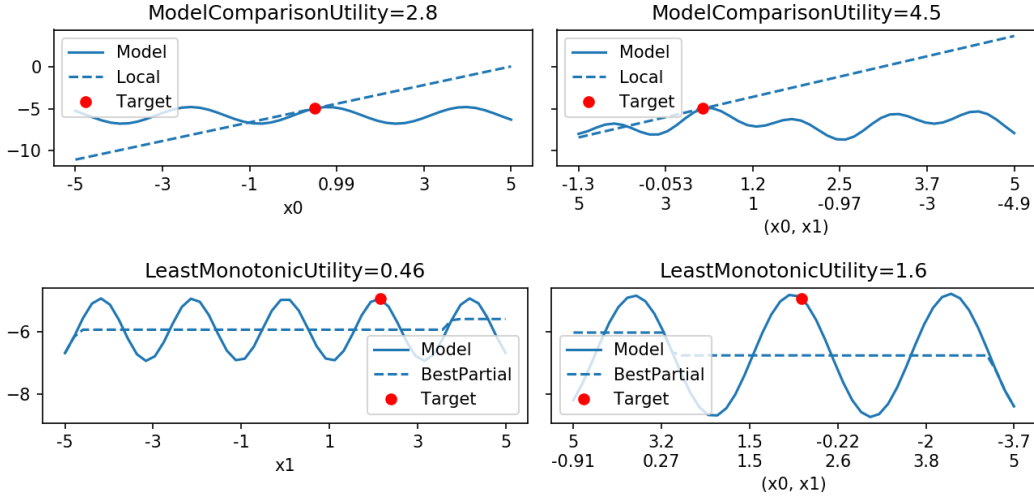 ModelComparisonUtility=2.8
Model
Local
Target
0
-5
-10
-5 -3 -1 0.99 3 5
x0
ModelComparisonUtility=4.5
Model
Local
Target
-1.3 -0.053 1.2 2.5 3.7 5
5 3 1 -0.97 -3 -4.9
(x0, x1)
LeastMonotonicUtility=0.46
-6
-8
Model
BestPartial
Target
-5 -3 -1 1 3 5
x1
LeastMonotonicUtility=1.6
Model
BestPartial
Target
5 3.2 1.5 -0.22 -2 -3.7
-0.91 0.27 1.5 2.6 3.8 5
(x0, x1)